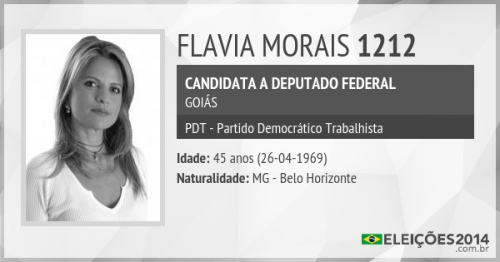 FLAVIA MORAIS 1212
CANDIDATA A DEPUTADO FEDERAL
GOIÁS
PDT - Partido Democrático Trabalhista
Idade: 45 anos (26-04-1969)
Naturalidade: MG - Belo Horizonte
ELEIÇÕES2014
.com.br